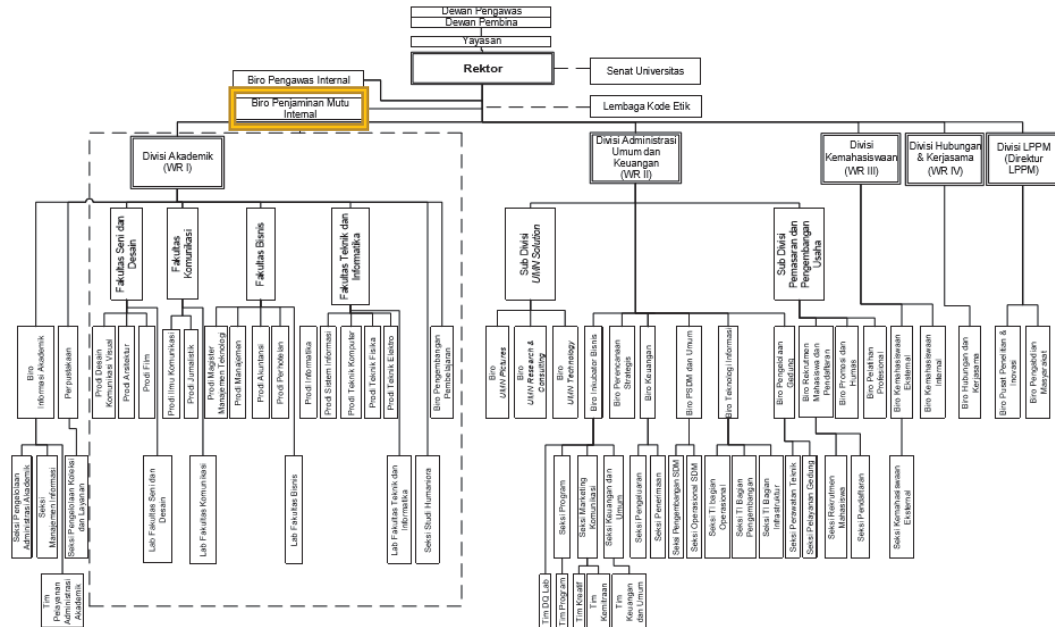 Dewan Pengawas
Dewan Pembina
Yayasan
Rektor
Senat Universitas
Biro Pengawas Internal
Biro Penjaminan Mutu
Internal
Lembaga Kode Etik
Divisi Akademik
(WR I)
Divisi Administrasi
Umum dan
Keuangan
(WR II)
Divisi
Kemahasiswaan
(WR III)
Divisi Hubungan
& Kerjasama
(WR IV)
Divisi LPPM
(Direktur
LPPM)
Fakultas Seni dan
Desain
Fakultas
Komunikasi
Fakultas Bisnis
Fakultas Teknik dan
Informatika
Sub Divisi
UMN Solution
Sub Divisi
Pemasaran dan
Pengembangan
Usaha
Biro
Informasi Akademik
Perpustakaan
Prodi Desain
Komunikasi Visual
Prodi Arsitektur
Prodi Film
Prodi Ilmu Komunikasi
Prodi Jurnalistik
Prodi Magister
Manajemen Teknologi
Prodi Manajemen
Prodi Akuntansi
Prodi Perhotelan
Prodi Informatika
Prodi Sistem Informasi
Prodi Teknik Komputer
Prodi Teknik Fisika
Prodi Teknik Elektro
Biro Pengembangan
Pembelajaran
Biro
UMN Pictures
Biro
UMN Research &
Consulting
Biro
UMN Technology
Biro Inkubator Bisnis
Biro Perencanaan
Strategis
Biro Keuangan
Biro PSDM dan Umum
Biro Teknologi Informasi
Biro Pengelolaan
Gedung
Biro Rekrutmen
Mahasiswa dan
Pendaftaran
Biro Promosi dan
Humas
Biro Pelatihan
Profesional
Biro Kemahasiswaan
Eksternal
Biro Kemahasiswaan
Internal
Biro Hubungan dan
Kerjasama
Biro Pusat Penelitian &
Inovasi
Biro Pengabdian
Masyarakat
Seksi Pengelolaan
Administrasi Akademik
Seksi
Manajemen Informasi
Seksi Pengelolaan Koleksi
dan Layanan
Lab Fakultas Seni dan
Desain
Lab Fakultas Komunikasi
Lab Fakultas Bisnis
Lab Fakultas Teknik dan
Informatika
Seksi Studi Humaniora
Seksi Program
Seksi Marketing
Komunikasi
Seksi Keuangan dan
Umum
Seksi Pengeluaran
Seksi Penerimaan
Seksi Pengembangan SDM
Seksi Operasional SDM
Seksi TI bagian
Operasional
Seksi TI Bagian
Pengembangan
Seksi TI Bagian
Infrastruktur
Seksi Perawatan Teknik
Seksi Pelayanan Gedung
Seksi Rekrutmen
Mahasiswa
Seksi Pendaftaran
Seksi Kemahasiswaan
Eksternal
Tim
Pelayanan
Administrasi
Akademik
Tim DQ Lab
Tim Program
Tim Kreatif
Tim
Kemitraan
Tim
Keuangan
dan Umum